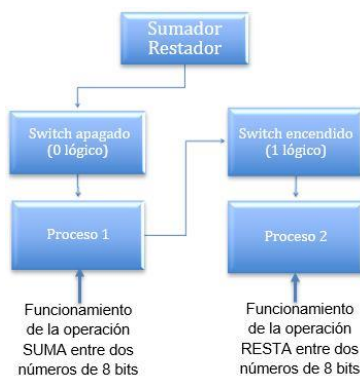 Sumador
Restador
Switch apagado
(0 lógico)
Switch encendido
(1 lógico)
Proceso 1
Proceso 2
Funcionamiento
de la operación
SUMA entre dos
números de 8 bits
Funcionamiento
de la operación
RESTA entre dos
números de 8 bits